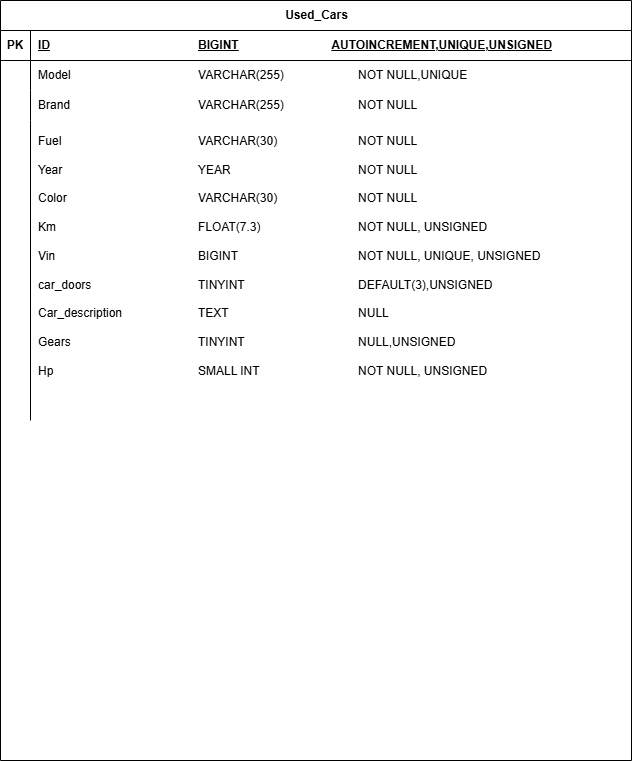 Used_Cars
PK ID BIGINT AUTOINCREMENT,UNIQUE,UNSIGNED
Model VARCHAR(255) NOT NULL,UNIQUE
Brand VARCHAR(255) NOT NULL
Fuel VARCHAR(30) NOT NULL
Year YEAR NOT NULL
Color VARCHAR(30) NOT NULL
Km FLOAT(7.3) NOT NULL, UNSIGNED
Vin BIGINT NOT NULL, UNIQUE, UNSIGNED
car_doors TINYINT DEFAULT(3),UNSIGNED
Car_description TEXT NULL
Gears TINYINT NULL,UNSIGNED
Hp SMALL INT NOT NULL, UNSIGNED